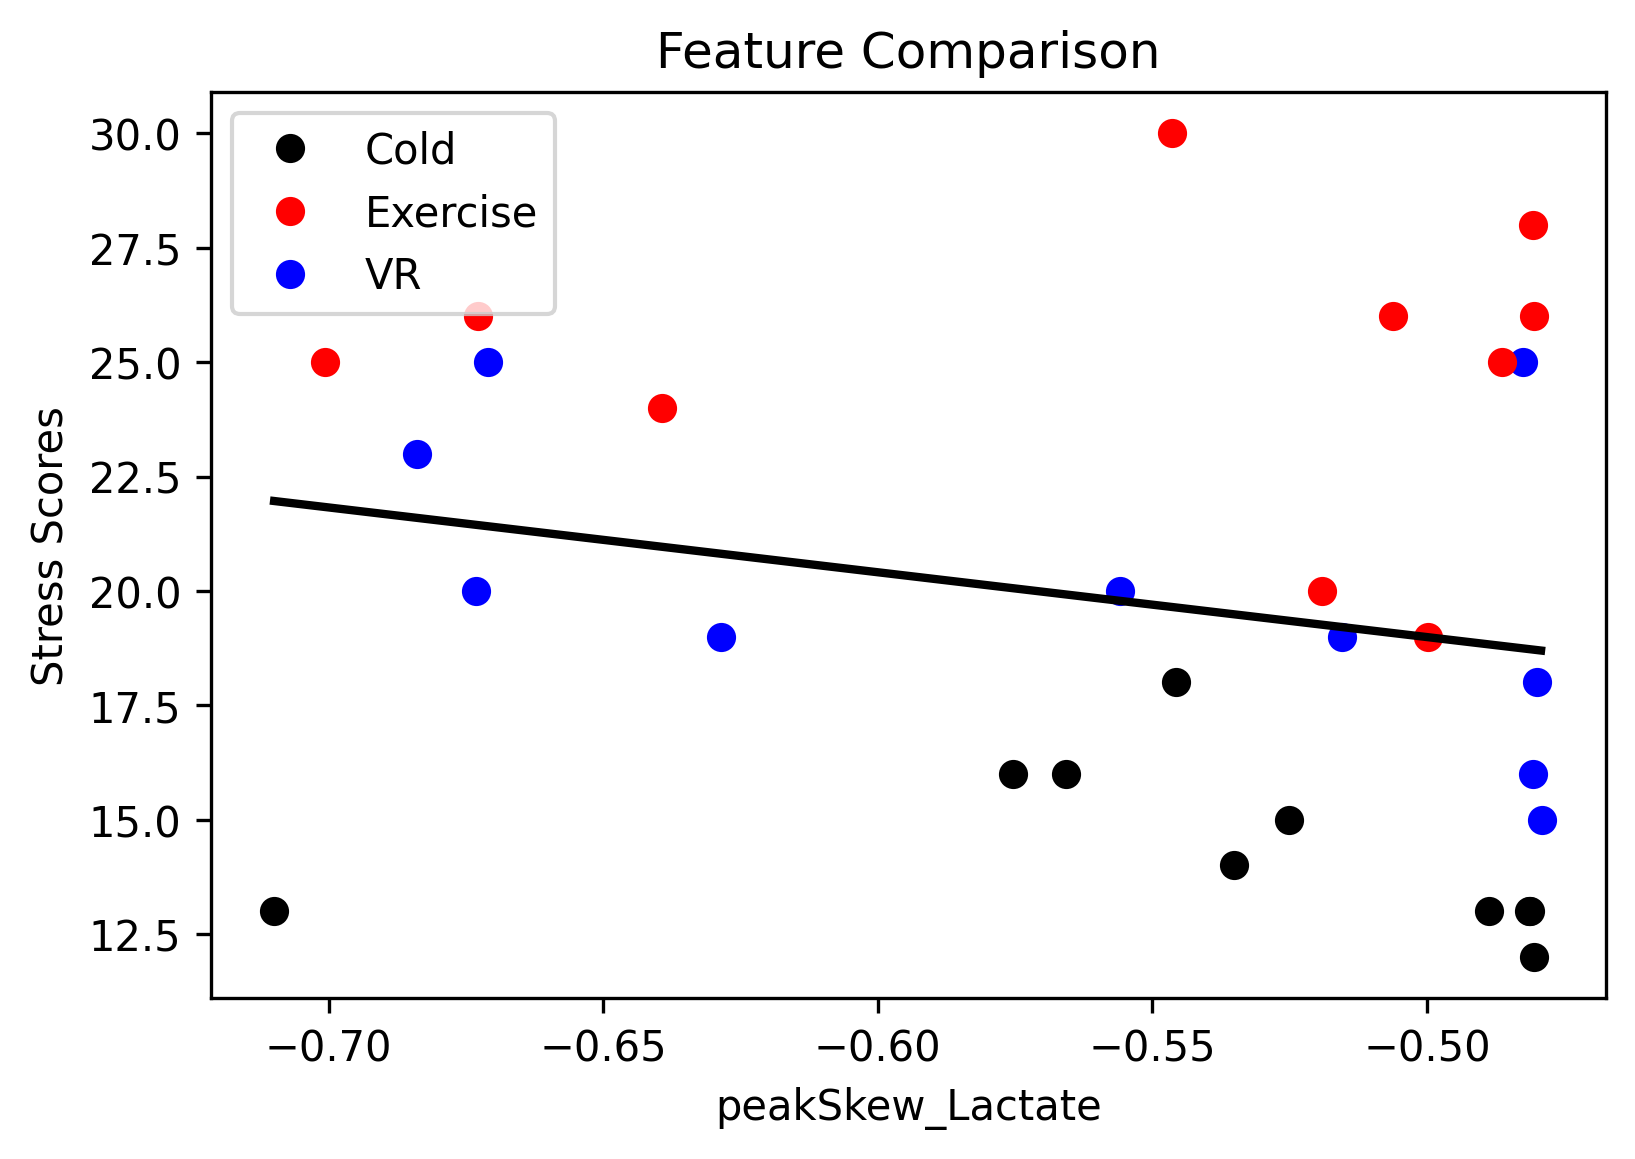 Feature Comparison
Cold
Exercise
VR
30.0
27.5
25.0
22.5
20.0
17.5
15.0
12.5
Stress Scores
−0.70 −0.65 −0.60 −0.55 −0.50
peakSkew_Lactate